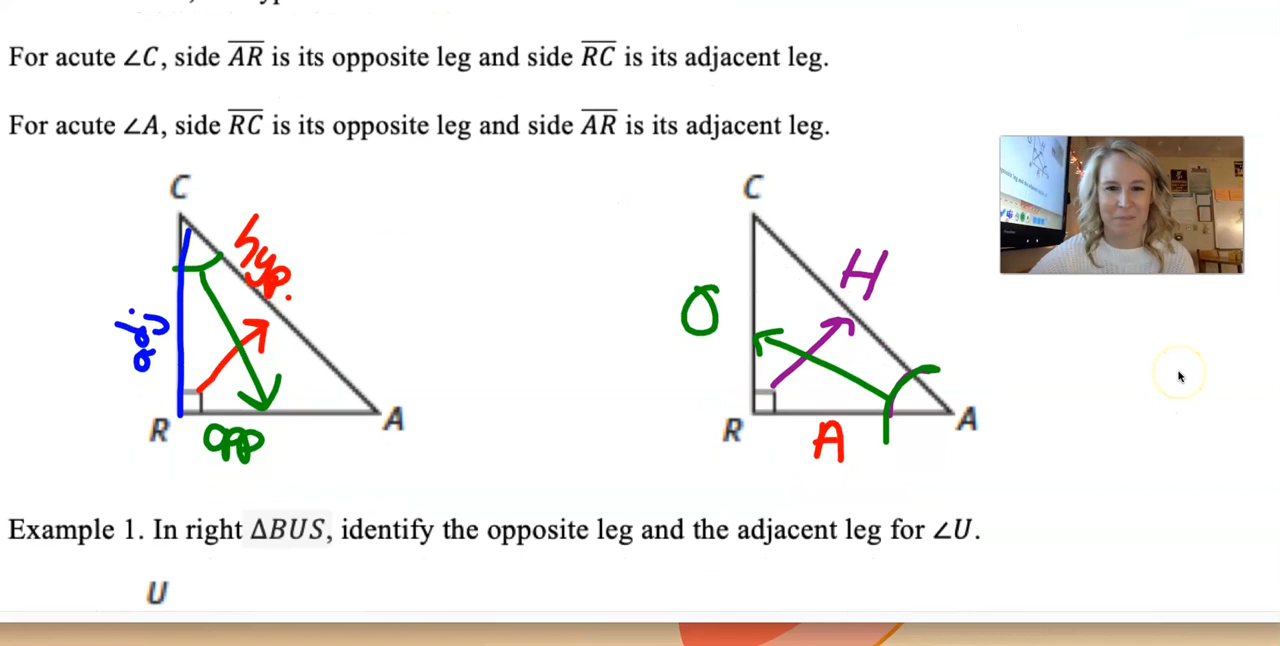 For acute ∠C, side AR is its opposite leg and side RC is its adjacent leg.
For acute ∠A, side RC is its opposite leg and side AR is its adjacent leg.
C
hyp.
adj
R
opp
A
C
H
O
R
A
A
Example 1. In right ΔBUS, identify the opposite leg and the adjacent leg for ∠U.
U